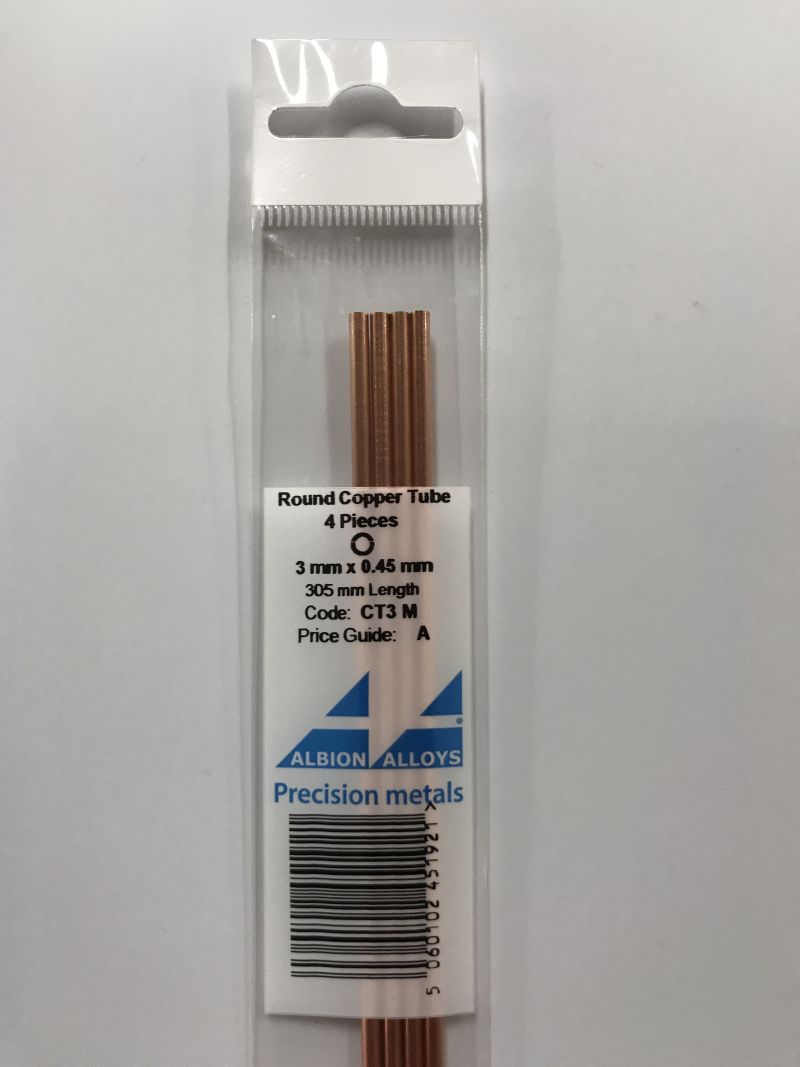 Round Copper Tube
4 Pieces
3 mm x 0.45 mm
305 mm Length
Code: CT3 M
Price Guide: A
®
ALBION ALLOYS
Precision metals
5 060102 451921 >